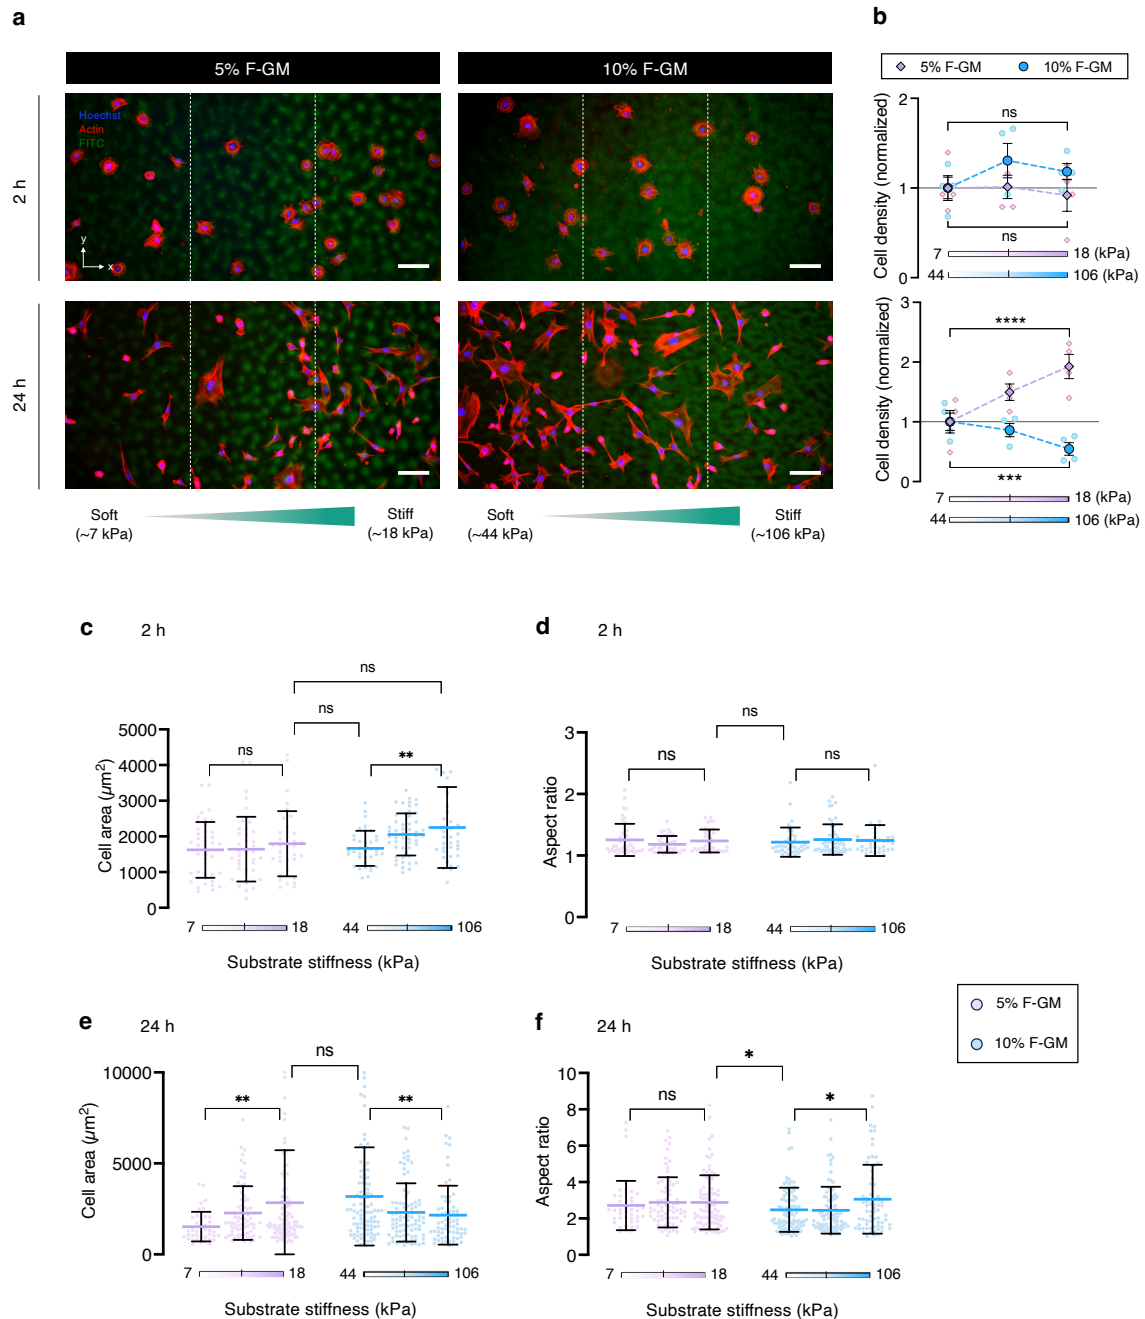 a
b
5% F-GM
10% F-GM
5% F-GM
10% F-GM
2 h
Hoechst
Actin
FITC
y
x
Cell density (normalized)
2
1
0
ns
ns
7
18 (kPa)
44
106 (kPa)
24 h
Cell density (normalized)
3
2
1
0
****
***
7
18 (kPa)
44
106 (kPa)
Soft
(~7 kPa)
Stiff
(~18 kPa)
Soft
(~44 kPa)
Stiff
(~106 kPa)
c
2 h
ns
ns
ns
**
Cell area (µm²)
5000
4000
3000
2000
1000
0
7
18
44
106
Substrate stiffness (kPa)
d
2 h
ns
ns
ns
Aspect ratio
3
2
1
0
7
18
44
106
Substrate stiffness (kPa)
5% F-GM
10% F-GM
e
24 h
ns
**
**
Cell area (µm²)
10000
5000
0
7
18
44
106
Substrate stiffness (kPa)
f
24 h
*
ns
*
Aspect ratio
10
8
6
4
2
0
7
18
44
106
Substrate stiffness (kPa)